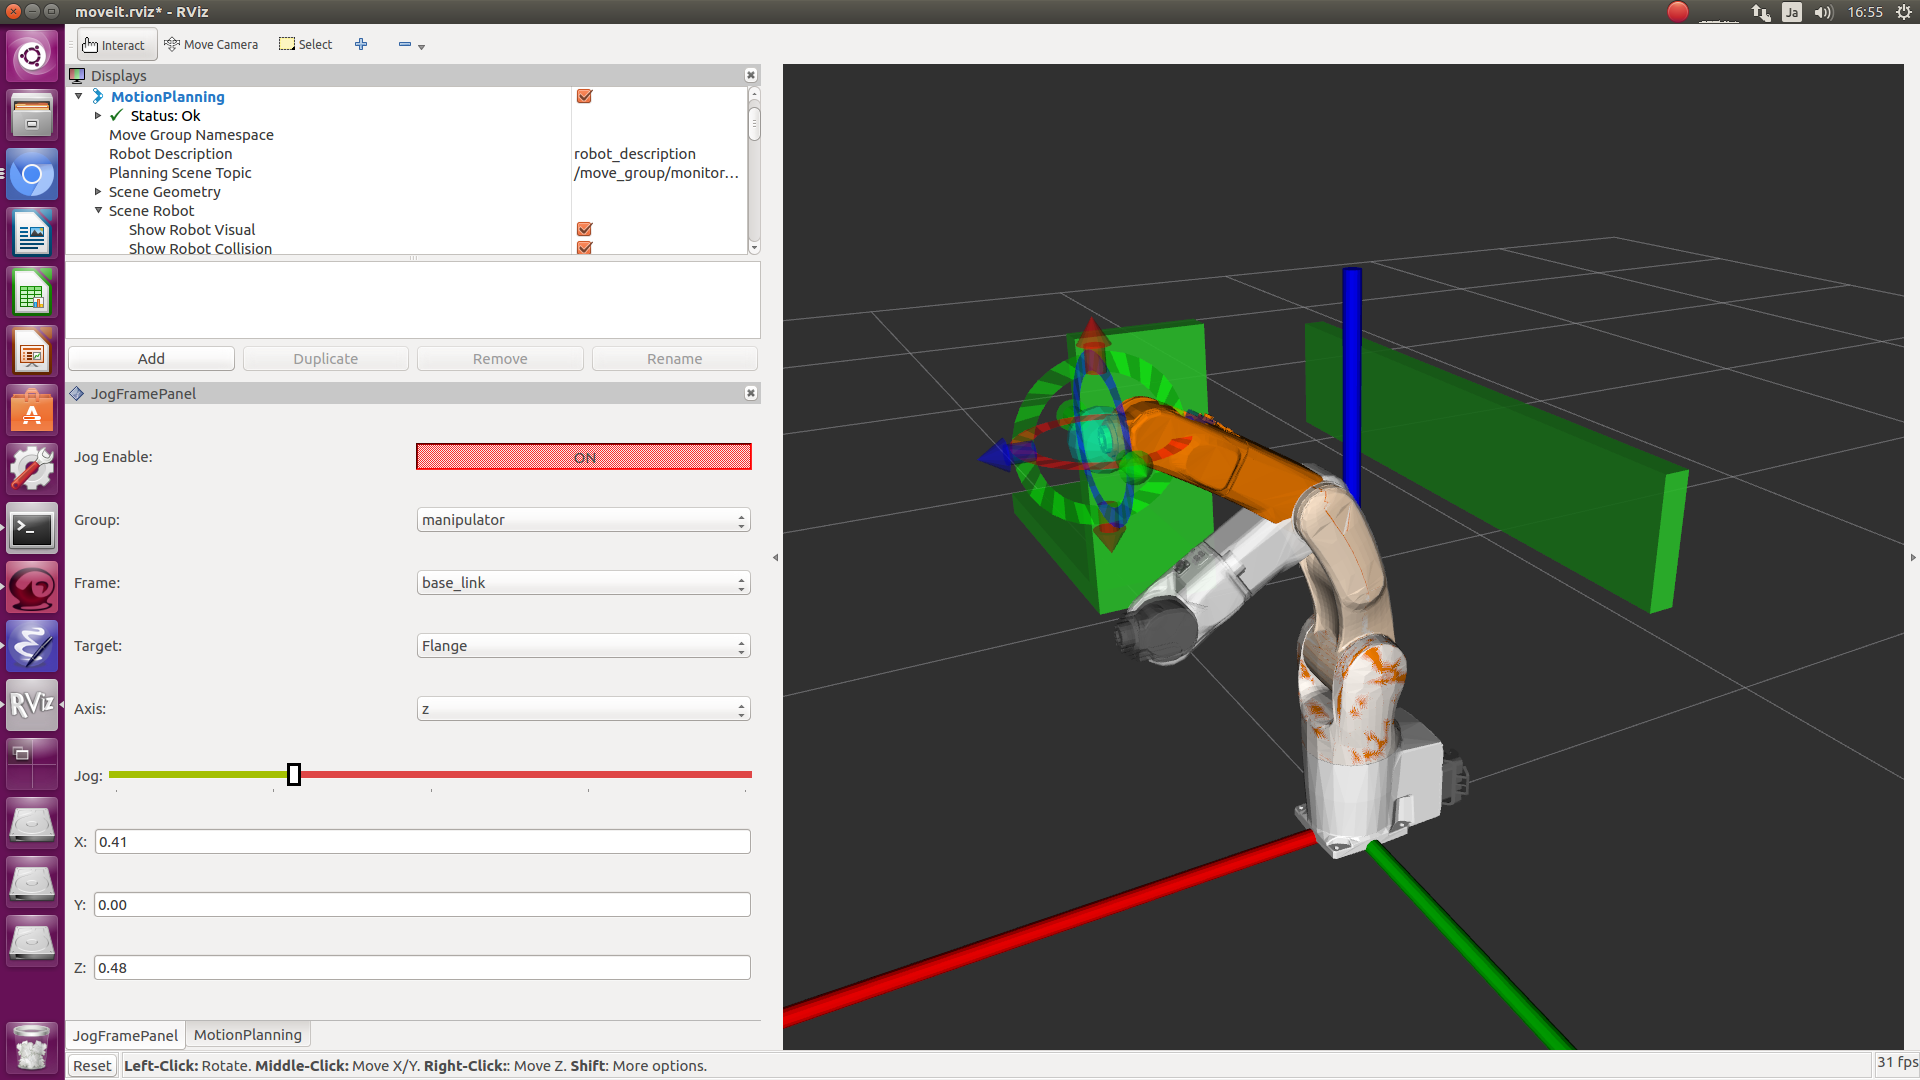 moveit.rviz* - RViz
Ja
16:55
Interact
Move Camera
Select
Displays
MotionPlanning
Status: Ok
Move Group Namespace
Robot Description
robot_description
Planning Scene Topic
/move_group/monitor...
Scene Geometry
Scene Robot
Show Robot Visual
Show Robot Collision
Add
Duplicate
Remove
Rename
JogFramePanel
Jog Enable:
ON
Group:
manipulator
Frame:
base_link
Target:
Flange
Axis:
z
Jog:
X:
0.41
Y:
0.00
Z:
0.48
JogFramePanel
MotionPlanning
Reset
Left-Click: Rotate. Middle-Click: Move X/Y. Right-Click:: Move Z. Shift: More options.
31 fps
RViz